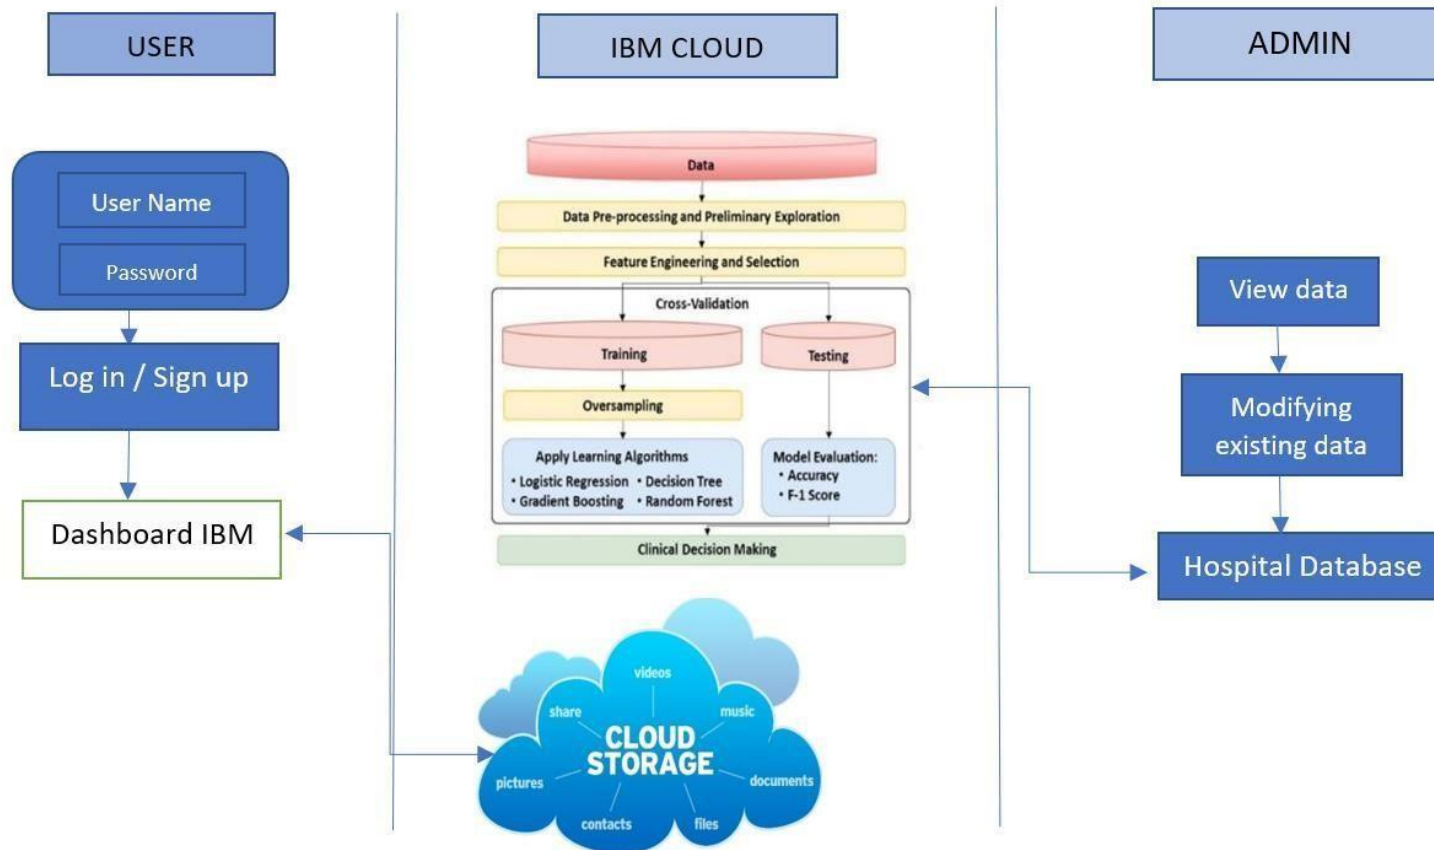 USER
IBM CLOUD
ADMIN
User Name
Password
Log in / Sign up
Dashboard IBM
Data
Data Pre-processing and Preliminary Exploration
Feature Engineering and Selection
Cross-Validation
Training
Testing
Oversampling
Apply Learning Algorithms
• Logistic Regression • Decision Tree
• Gradient Boosting • Random Forest
Model Evaluation:
• Accuracy
• F-1 Score
Clinical Decision Making
videos
share
music
CLOUD
STORAGE
pictures
documents
contacts
files
View data
Modifying
existing data
Hospital Database